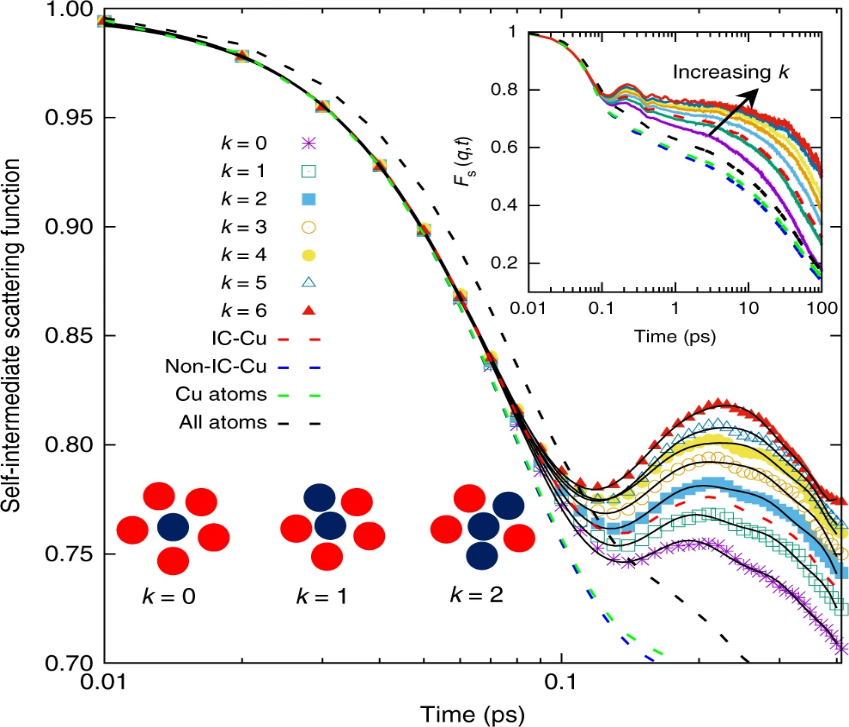 Self-intermediate scattering function
1.00
0.95
0.90
0.85
0.80
0.75
0.70
0.01
0.1
Time (ps)
k = 0
k = 1
k = 2
k = 3
k = 4
k = 5
k = 6
IC-Cu
Non-IC-Cu
Cu atoms
All atoms
k = 0
k = 1
k = 2
Fs (q,t)
1
0.8
0.6
0.4
0.2
Increasing k
0.01
0.1
1
10
100
Time (ps)